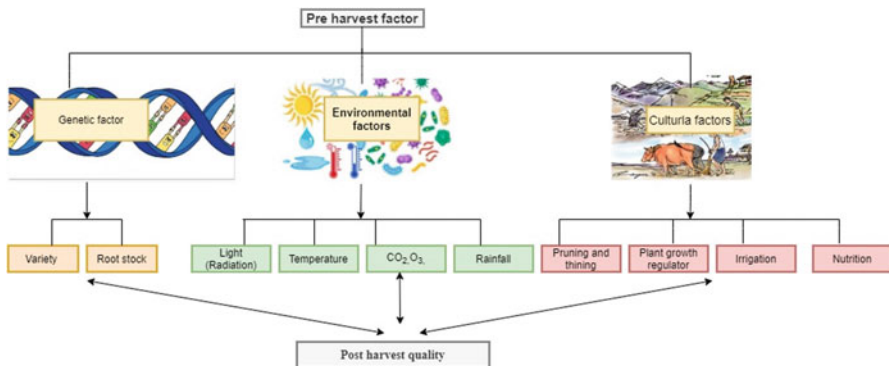 Pre harvest factor
Genetic factor
Environmental
factors
Culturla factors
Variety
Root stock
Light
(Radiation)
Temperature
CO₂,O₃,
Rainfall
Pruning and
thining
Plant growth
regulator
Irrigation
Nutrition
Post harvest quality